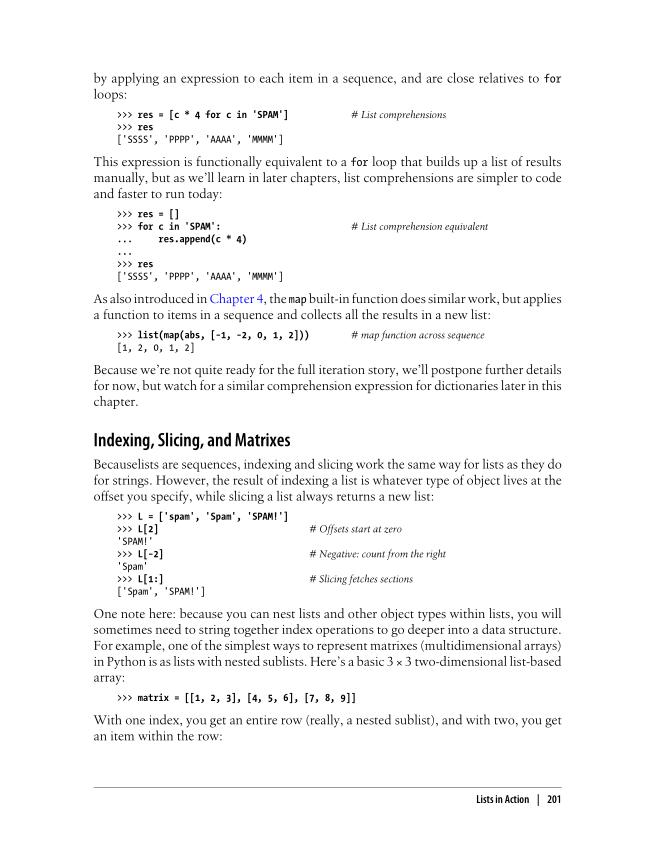 by applying an expression to each item in a sequence, and are close relatives to for
loops:
>>> res = [c * 4 for c in 'SPAM'] # List comprehensions
>>> res
['SSSS', 'PPPP', 'AAAA', 'MMMM']
This expression is functionally equivalent to a for loop that builds up a list of results
manually, but as we'll learn in later chapters, list comprehensions are simpler to code
and faster to run today:
>>> res = []
>>> for c in 'SPAM': # List comprehension equivalent
... res.append(c * 4)
...
>>> res
['SSSS', 'PPPP', 'AAAA', 'MMMM']
As also introduced in Chapter 4, the map built-in function does similar work, but applies
a function to items in a sequence and collects all the results in a new list:
>>> list(map(abs, [-1, -2, 0, 1, 2])) # map function across sequence
[1, 2, 0, 1, 2]
Because we're not quite ready for the full iteration story, we'll postpone further details
for now, but watch for a similar comprehension expression for dictionaries later in this
chapter.
Indexing, Slicing, and Matrixes
Becauselists are sequences, indexing and slicing work the same way for lists as they do
for strings. However, the result of indexing a list is whatever type of object lives at the
offset you specify, while slicing a list always returns a new list:
>>> L = ['spam', 'Spam', 'SPAM!']
>>> L[2] # Offsets start at zero
'SPAM!'
>>> L[-2] # Negative: count from the right
'Spam'
>>> L[1:] # Slicing fetches sections
['Spam', 'SPAM!']
One note here: because you can nest lists and other object types within lists, you will
sometimes need to string together index operations to go deeper into a data structure.
For example, one of the simplest ways to represent matrixes (multidimensional arrays)
in Python is as lists with nested sublists. Here's a basic 3 × 3 two-dimensional list-based
array:
>>> matrix = [[1, 2, 3], [4, 5, 6], [7, 8, 9]]
With one index, you get an entire row (really, a nested sublist), and with two, you get
an item within the row:
Lists in Action | 201